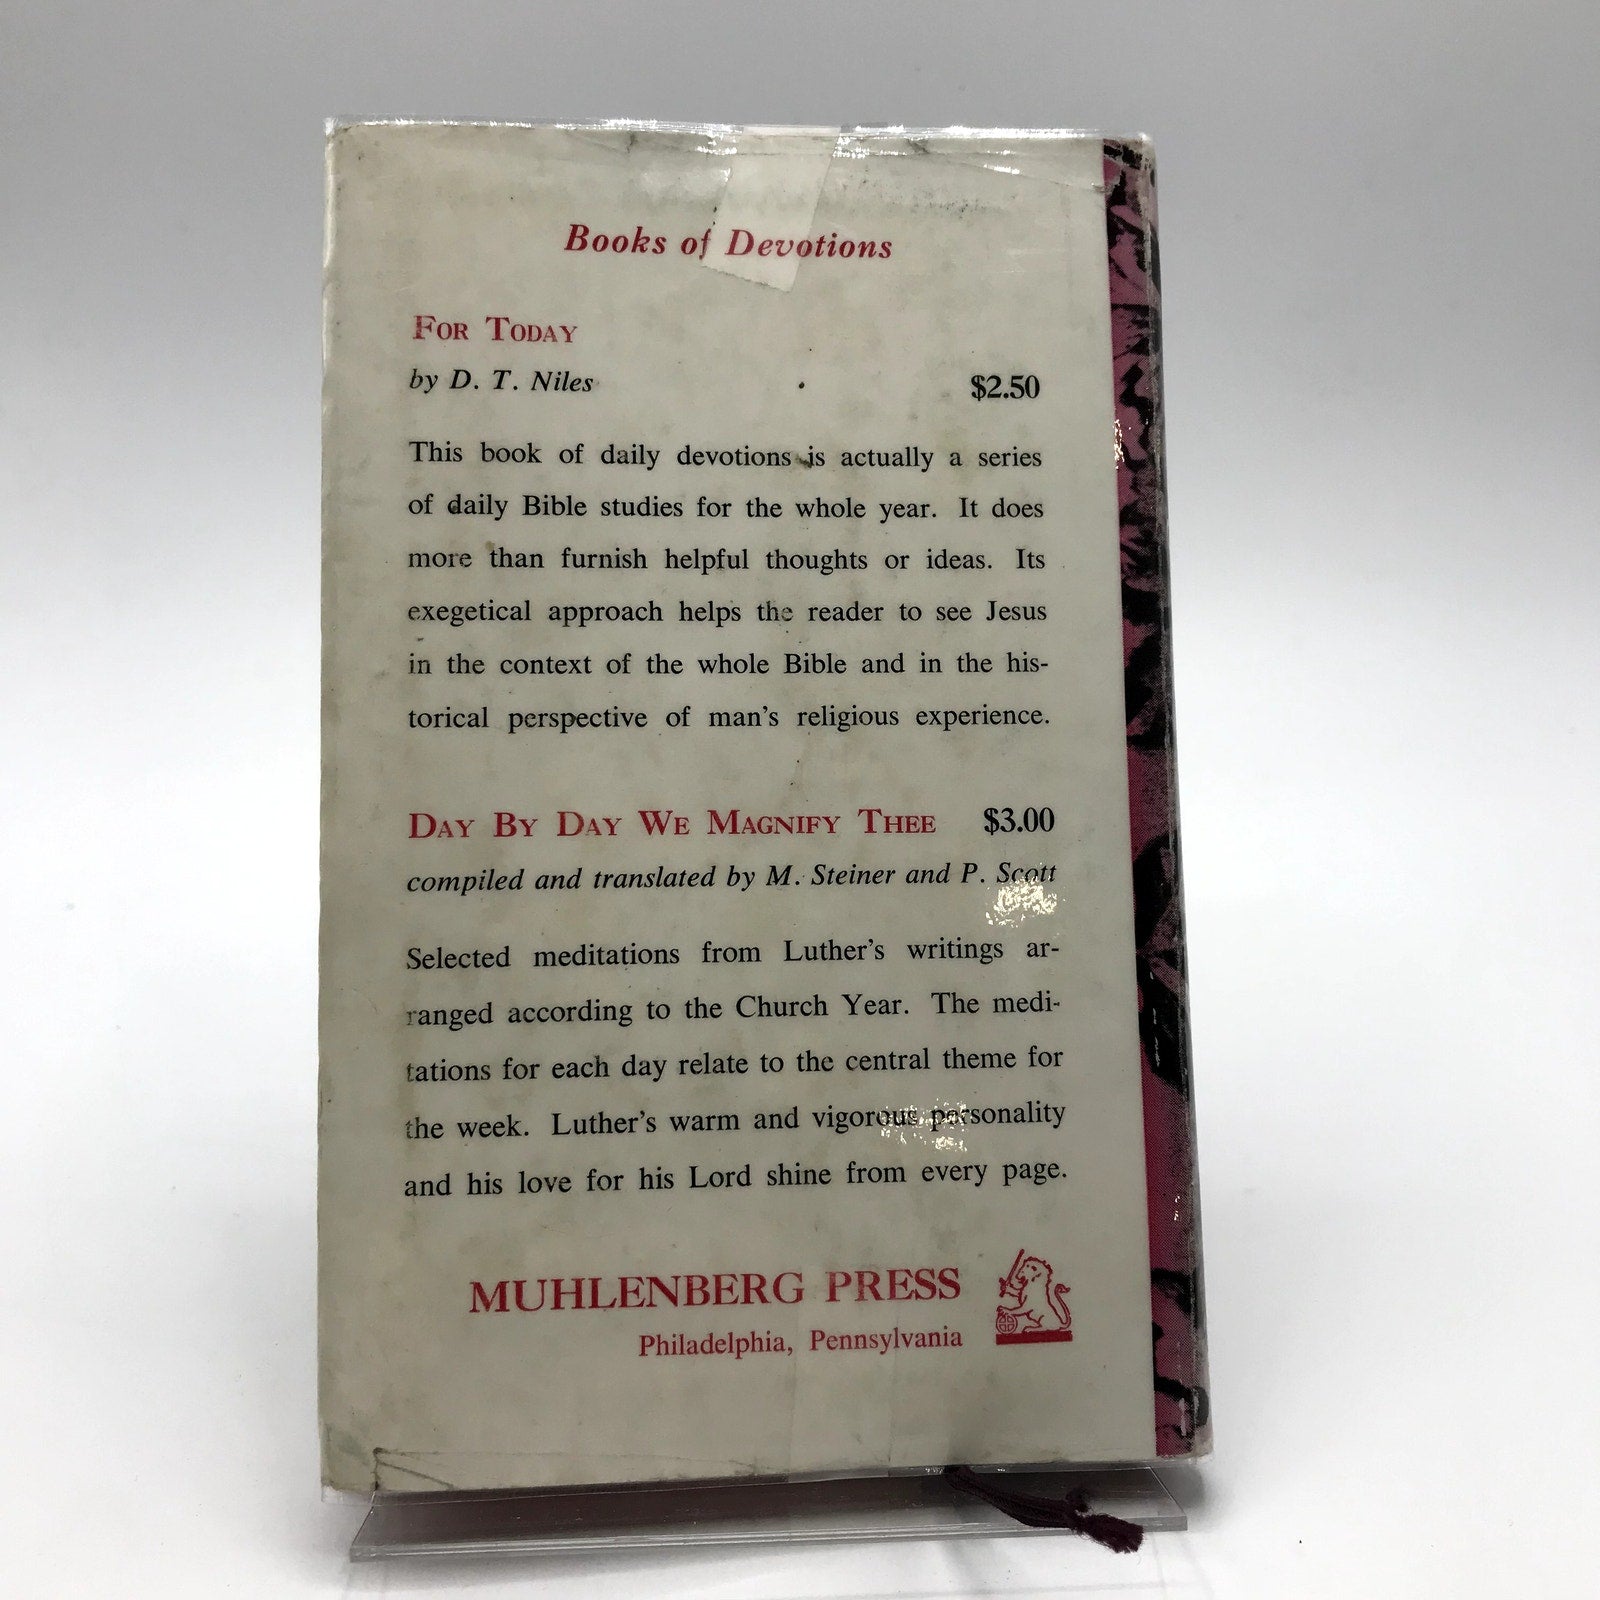 Books of Devotions
FOR TODAY
by D. T. Niles $2.50
This book of daily devotions is actually a series
of daily Bible studies for the whole year. It does
more than furnish helpful thoughts or ideas. Its
exegetical approach helps the reader to see Jesus
in the context of the whole Bible and in the his-
torical perspective of man's religious experience.
DAY BY DAY WE MAGNIFY THEE $3.00
compiled and translated by M. Steiner and P. Scott
Selected meditations from Luther's writings ar-
ranged according to the Church Year. The medi-
tations for each day relate to the central theme for
the week. Luther's warm and vigorous personality
and his love for his Lord shine from every page.
MUHLENBERG PRESS
Philadelphia, Pennsylvania